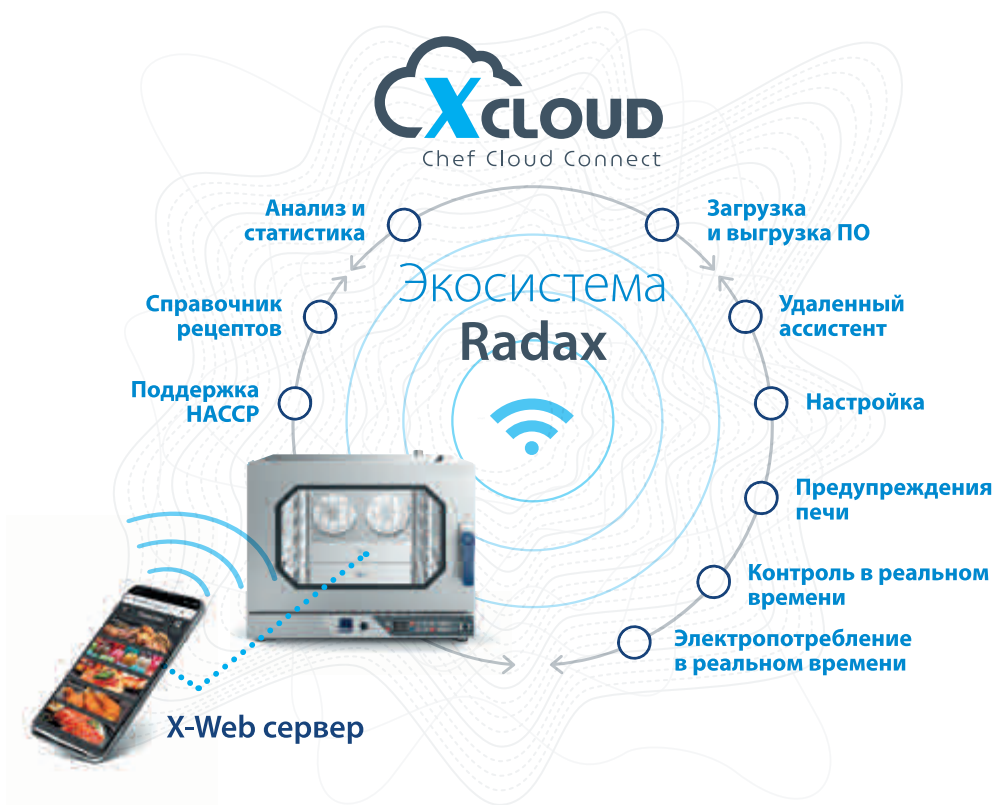 XCLOUD
Chef Cloud Connect
Анализ и
статистика
Загрузка
и выгрузка ПО
Экосистема
Radax
Справочник
рецептов
Удаленный
ассистент
Поддержка
HACCP
Настройка
Предупреждения
печи
Контроль в реальном
времени
Электропотребление
в реальном времени
X-Web сервер